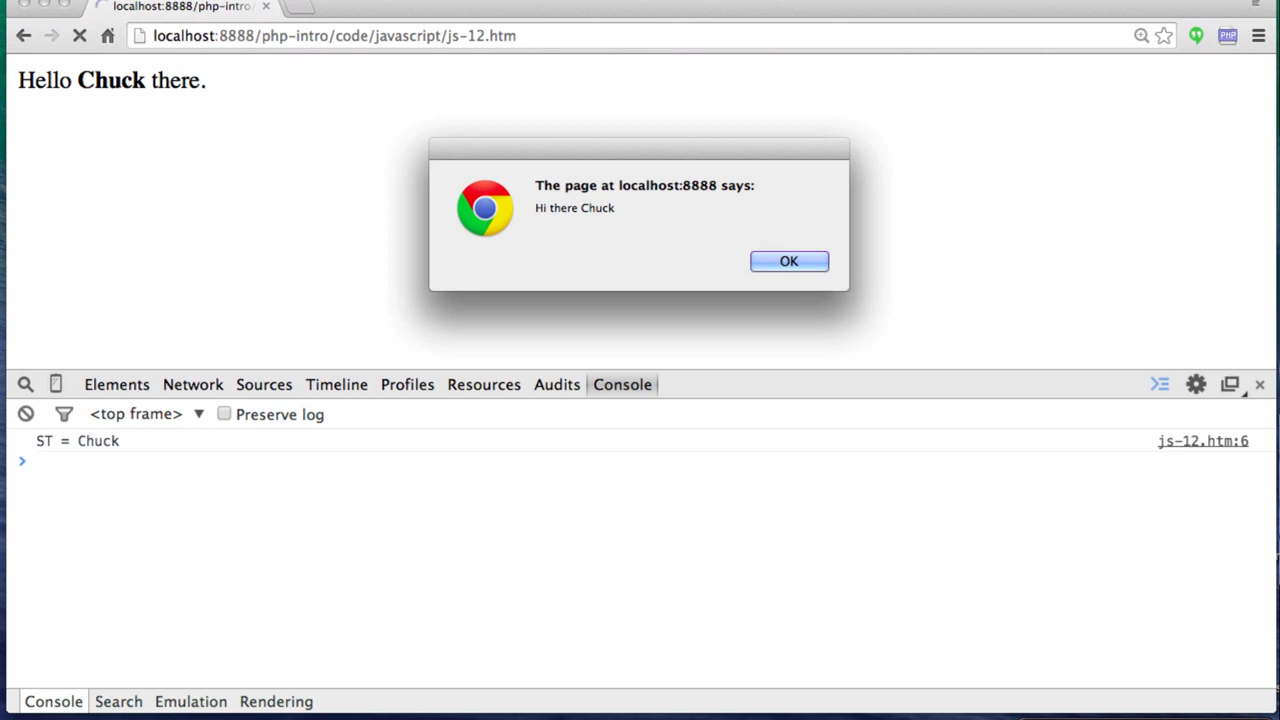 localhost:8888/php-intro/
localhost:8888/php-intro/code/javascript/js-12.htm
PHP
Hello Chuck there.
The page at localhost:8888 says:
Hi there Chuck
OK
Elements Network Sources Timeline Profiles Resources Audits Console
<top frame> Preserve log
ST = Chuck js-12.htm:6
Console Search Emulation Rendering